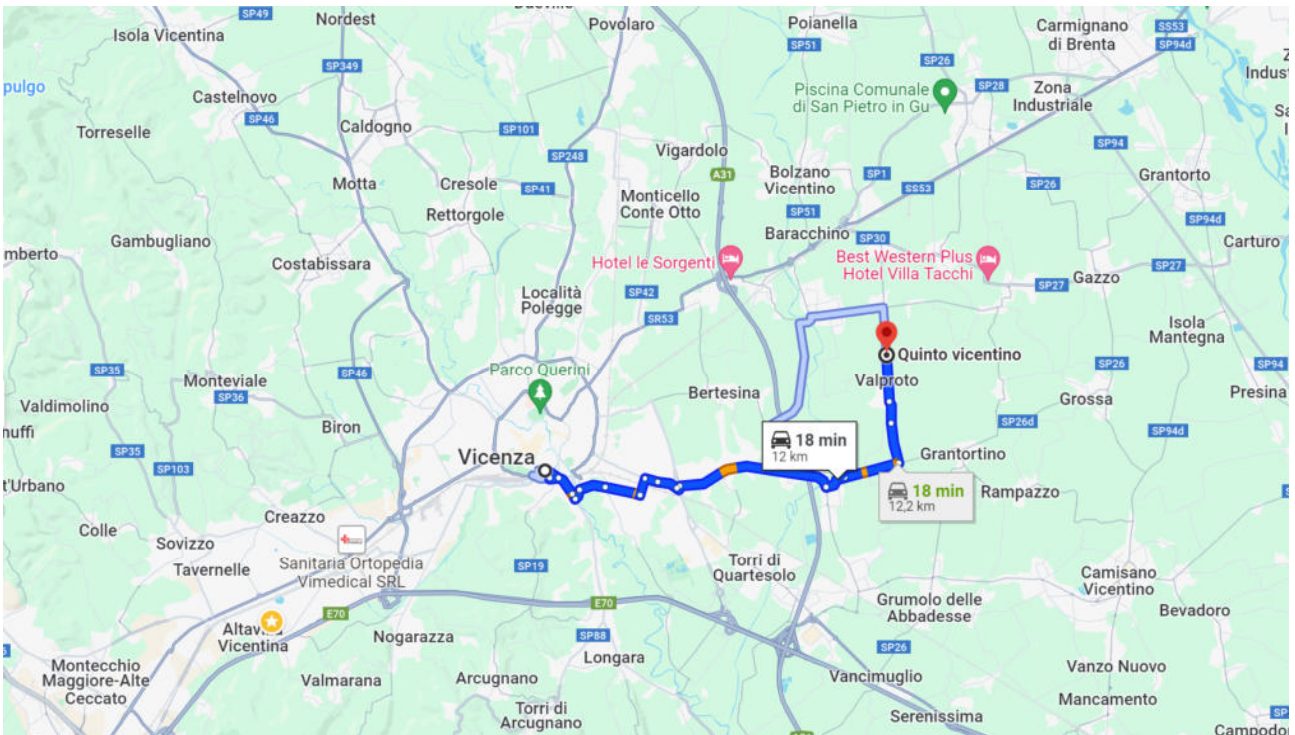 SP49
Nordest
Povolaro
Poianella
Carmignano
di Brenta
SS53
SP94d
Isola Vicentina
SP51
SP349
SP26
pulgo
Castelnovo
Piscina Comunale
di San Pietro in Gu
SP28
Zona
Industriale
Torreselle
SP46
Caldogno
SP101
SP248
Vigardolo
SP94
Motta
Cresole
SP41
A31
Bolzano
Vicentino
SP1
SS53
SP26
Grantorto
Rettorgole
Monticello
Conte Otto
SP51
SP94d
Gambugliano
Baracchino
SP30
Carturo
mberto
Costabissara
Hotel le Sorgenti
Best Western Plus
Hotel Villa Tacchi
SP27
Gazzo
SP27
Località
Polegge
SP42
SR53
Isola
Mantegna
Quinto vicentino
SP35
Monteviale
SP46
Parco Querini
Valproto
SP26
SP94
Presina
SP36
Bertesina
Grossa
Valdimolino
nuffi
Biron
SP26d
SP94d
SP35
SP103
Vicenza
18 min
12 km
Grantortino
18 min
12,2 km
Rampazzo
t'Urbano
Creazzo
Colle
Sovizzo
Tavernelle
Sanitaria Ortopedia
Vimedical SRL
SP19
Torri di
Quartesolo
Camisano
Vicentino
E70
E70
Grumolo delle
Abbadesse
Bevadoro
Altavilla
Vicentina
Nogarazza
SP88
Longara
SP26
Montecchio
Maggiore-Alte
Ceccato
Valmarana
Arcugnano
Vancimuglio
Vanzo Nuovo
Mancamento
Torri di
Arcugnano
Serenissima
SP
Campodo